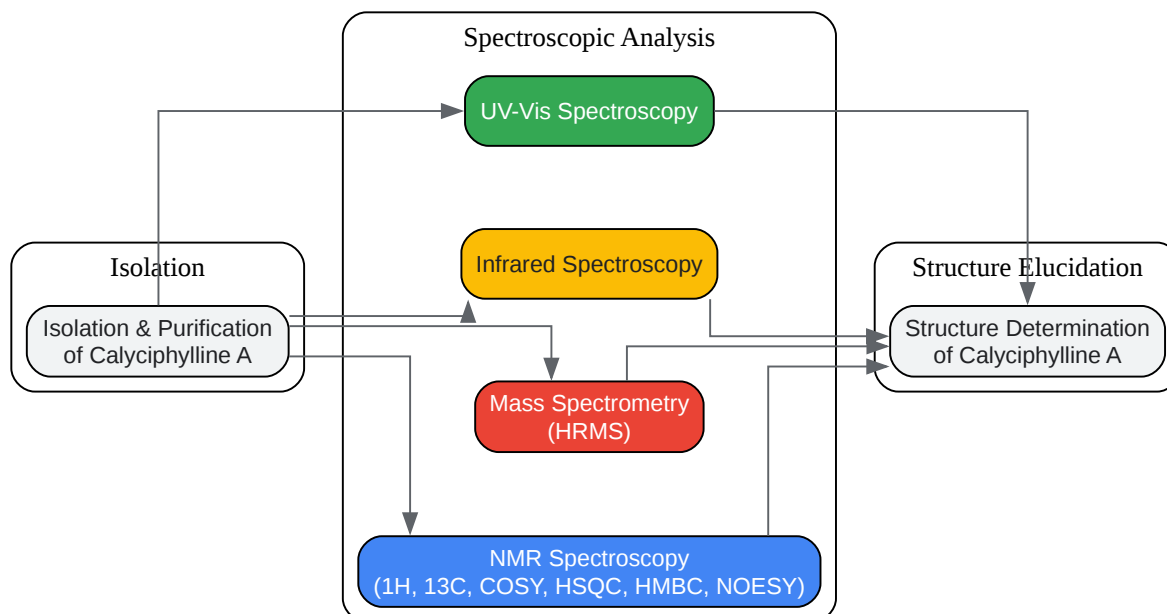 Spectroscopic Analysis
UV-Vis Spectroscopy
Isolation
Infrared Spectroscopy
Structure Elucidation
Isolation & Purification
of Calyciphylline A
Structure Determination
of Calyciphylline A
Mass Spectrometry
(HRMS)
NMR Spectroscopy
(1H, 13C, COSY, HSQC, HMBC, NOESY)